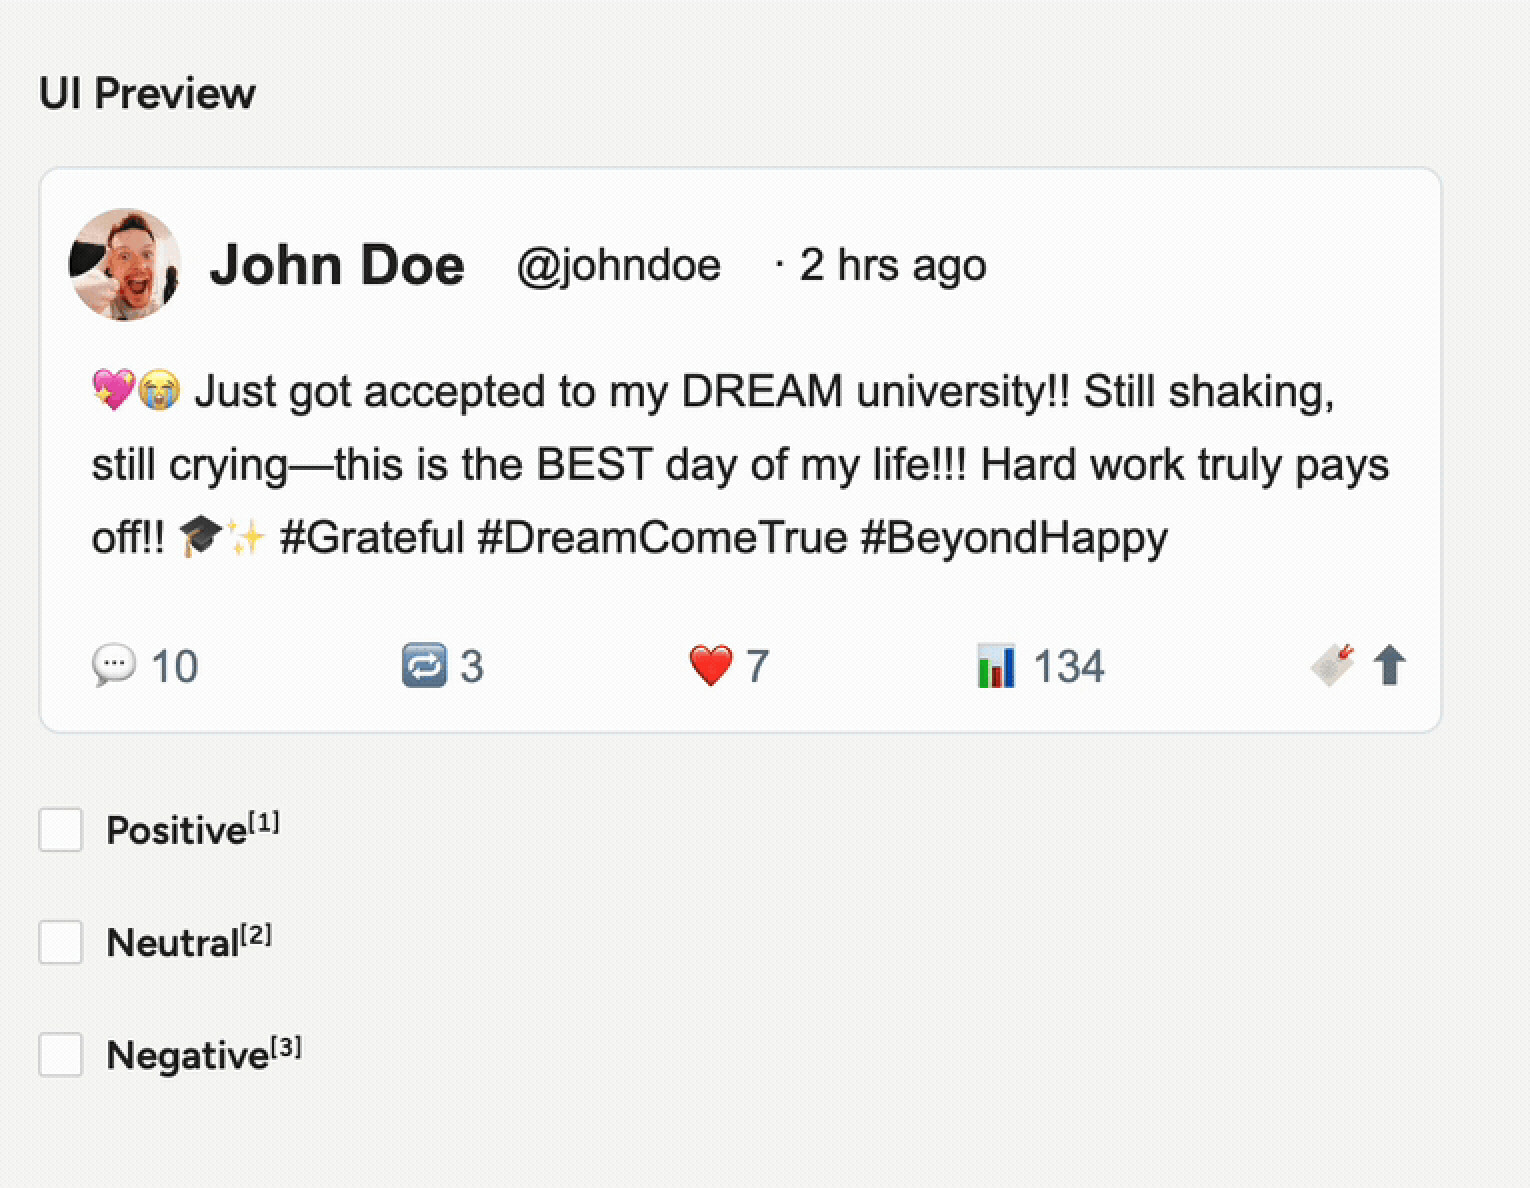 UI Preview
John Doe @johndoe · 2 hrs ago
💖😭 Just got accepted to my DREAM university!! Still shaking,
still crying—this is the BEST day of my life!!! Hard work truly pays
off!! 🎓✨ #Grateful #DreamComeTrue #BeyondHappy
💬 10 🔁 3 ❤️ 7 📊 134 🔖 ⬆
Positive[1]
Neutral[2]
Negative[3]